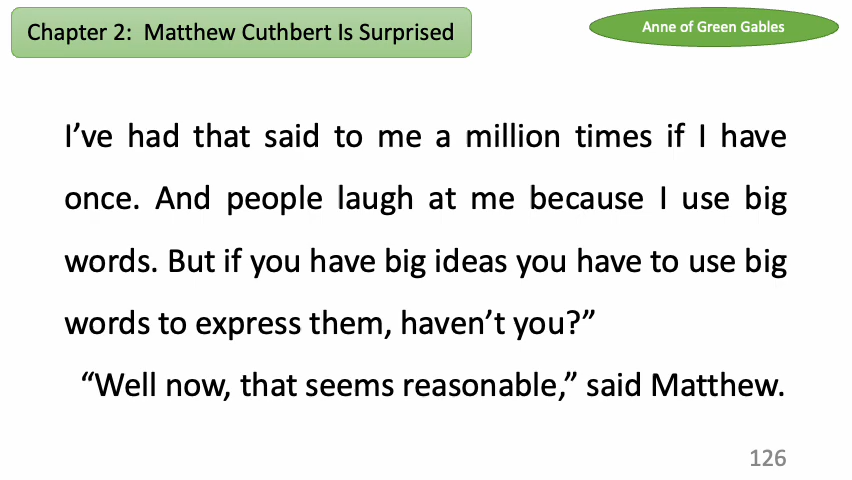 Chapter 2:  Matthew Cuthbert Is Surprised
Anne of Green Gables
I’ve had that said to me a million times if I have
once. And people laugh at me because I use big
words. But if you have big ideas you have to use big
words to express them, haven’t you?”
“Well now, that seems reasonable,” said Matthew.
126